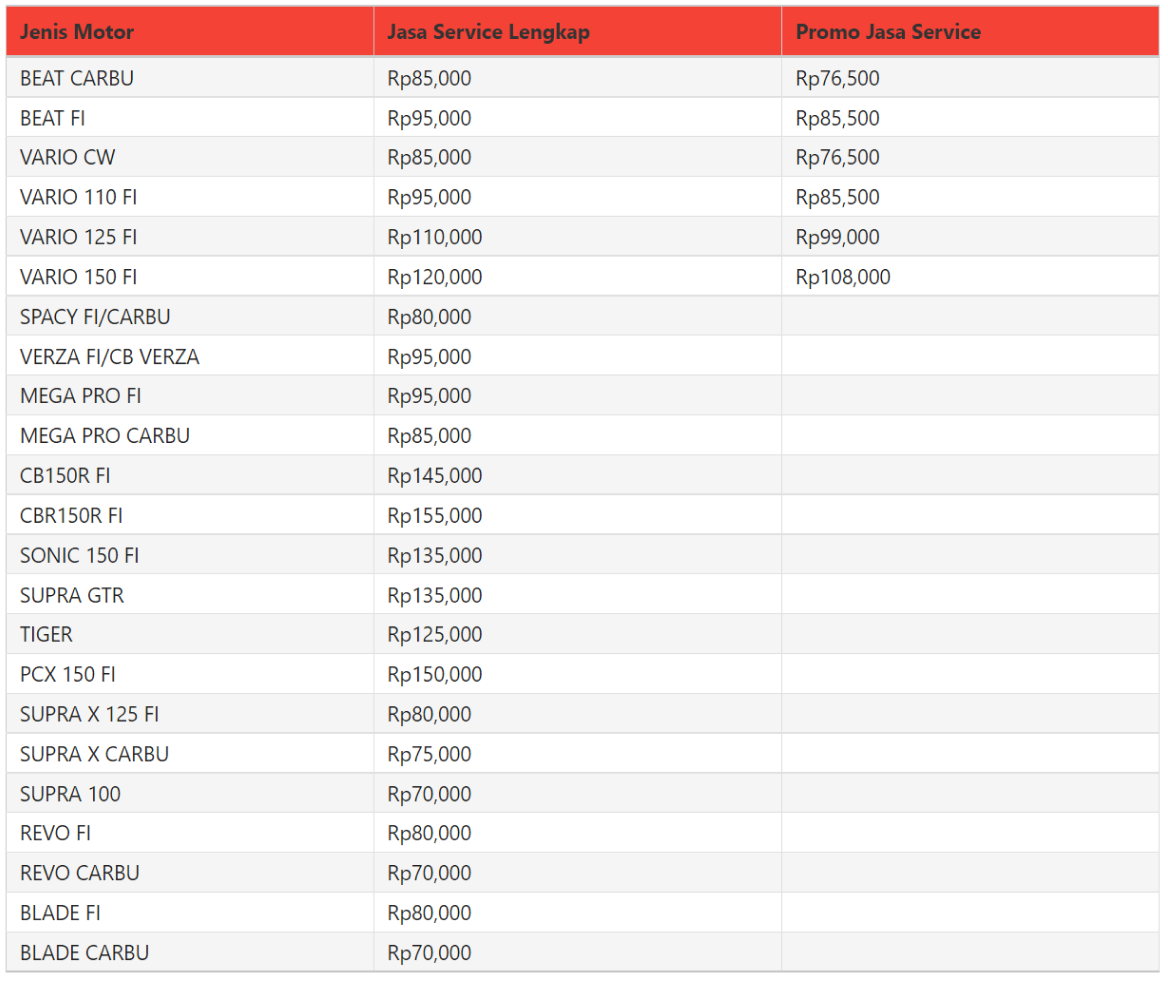 Jenis Motor Jasa Service Lengkap Promo Jasa Service
BEAT CARBU Rp85,000 Rp76,500
BEAT FI Rp95,000 Rp85,500
VARIO CW Rp85,000 Rp76,500
VARIO 110 FI Rp95,000 Rp85,500
VARIO 125 FI Rp110,000 Rp99,000
VARIO 150 FI Rp120,000 Rp108,000
SPACY FI/CARBU Rp80,000
VERZA FI/CB VERZA Rp95,000
MEGA PRO FI Rp95,000
MEGA PRO CARBU Rp85,000
CB150R FI Rp145,000
CBR150R FI Rp155,000
SONIC 150 FI Rp135,000
SUPRA GTR Rp135,000
TIGER Rp125,000
PCX 150 FI Rp150,000
SUPRA X 125 FI Rp80,000
SUPRA X CARBU Rp75,000
SUPRA 100 Rp70,000
REVO FI Rp80,000
REVO CARBU Rp70,000
BLADE FI Rp80,000
BLADE CARBU Rp70,000